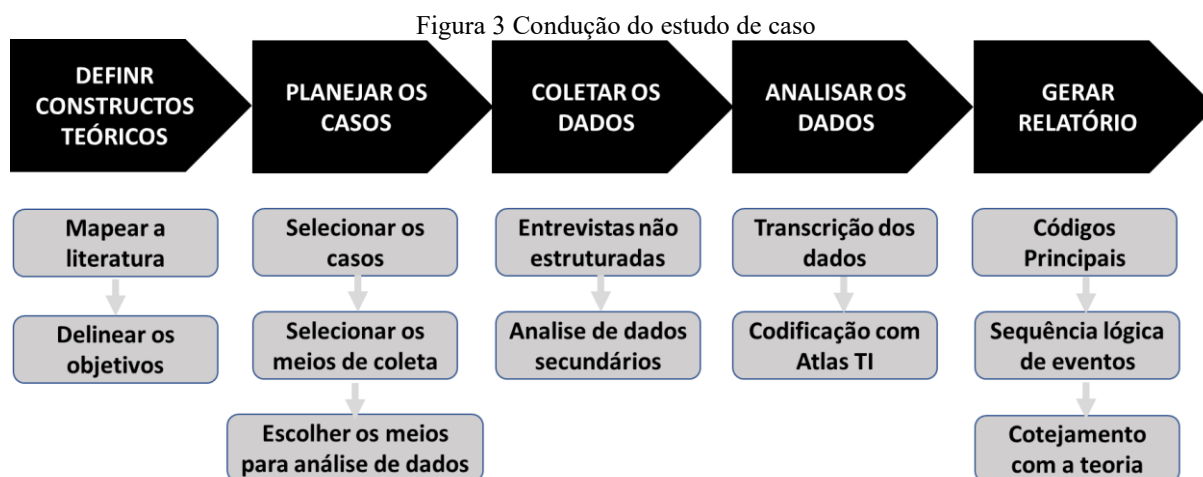 Figura 3 Condução do estudo de caso
DEFINR
CONSTRUCTOS
TEÓRICOS
PLANEJAR OS
CASOS
COLETAR OS
DADOS
ANALISAR OS
DADOS
GERAR
RELATÓRIO
Mapear a
literatura
Delinear os
objetivos
Selecionar os
casos
Selecionar os
meios de coleta
Escolher os meios
para análise de dados
Entrevistas não
estruturadas
Analise de dados
secundários
Transcrição dos
dados
Codificação com
Atlas TI
Códigos
Principais
Sequência lógica
de eventos
Cotejamento
com a teoria